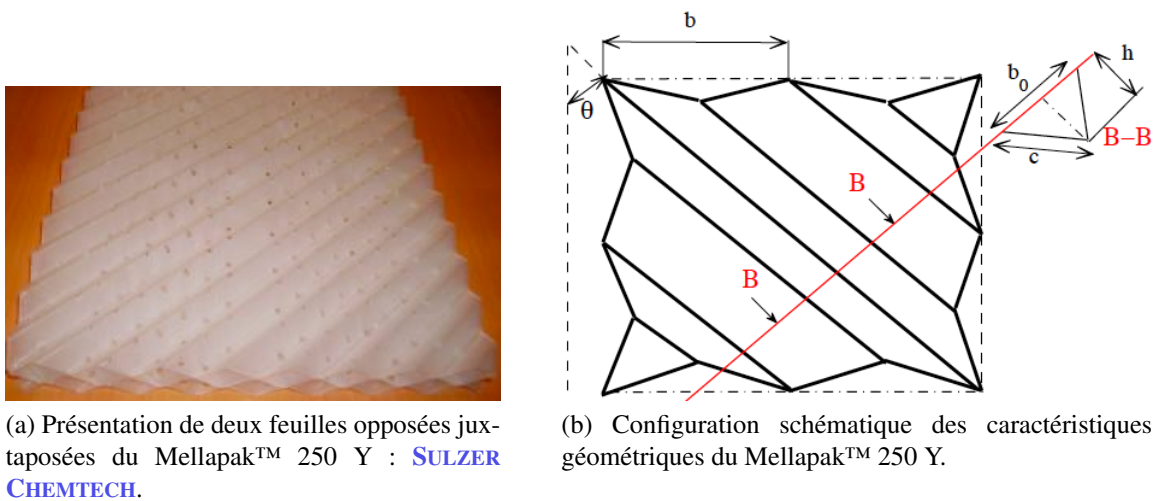 b
θ
b0
h
c
B–B
B
B
(a) Présentation de deux feuilles opposées jux-
taposées du Mellapak™ 250 Y : SULZER
CHEMTECH.
(b) Configuration schématique des caractéristiques
géométriques du Mellapak™ 250 Y.